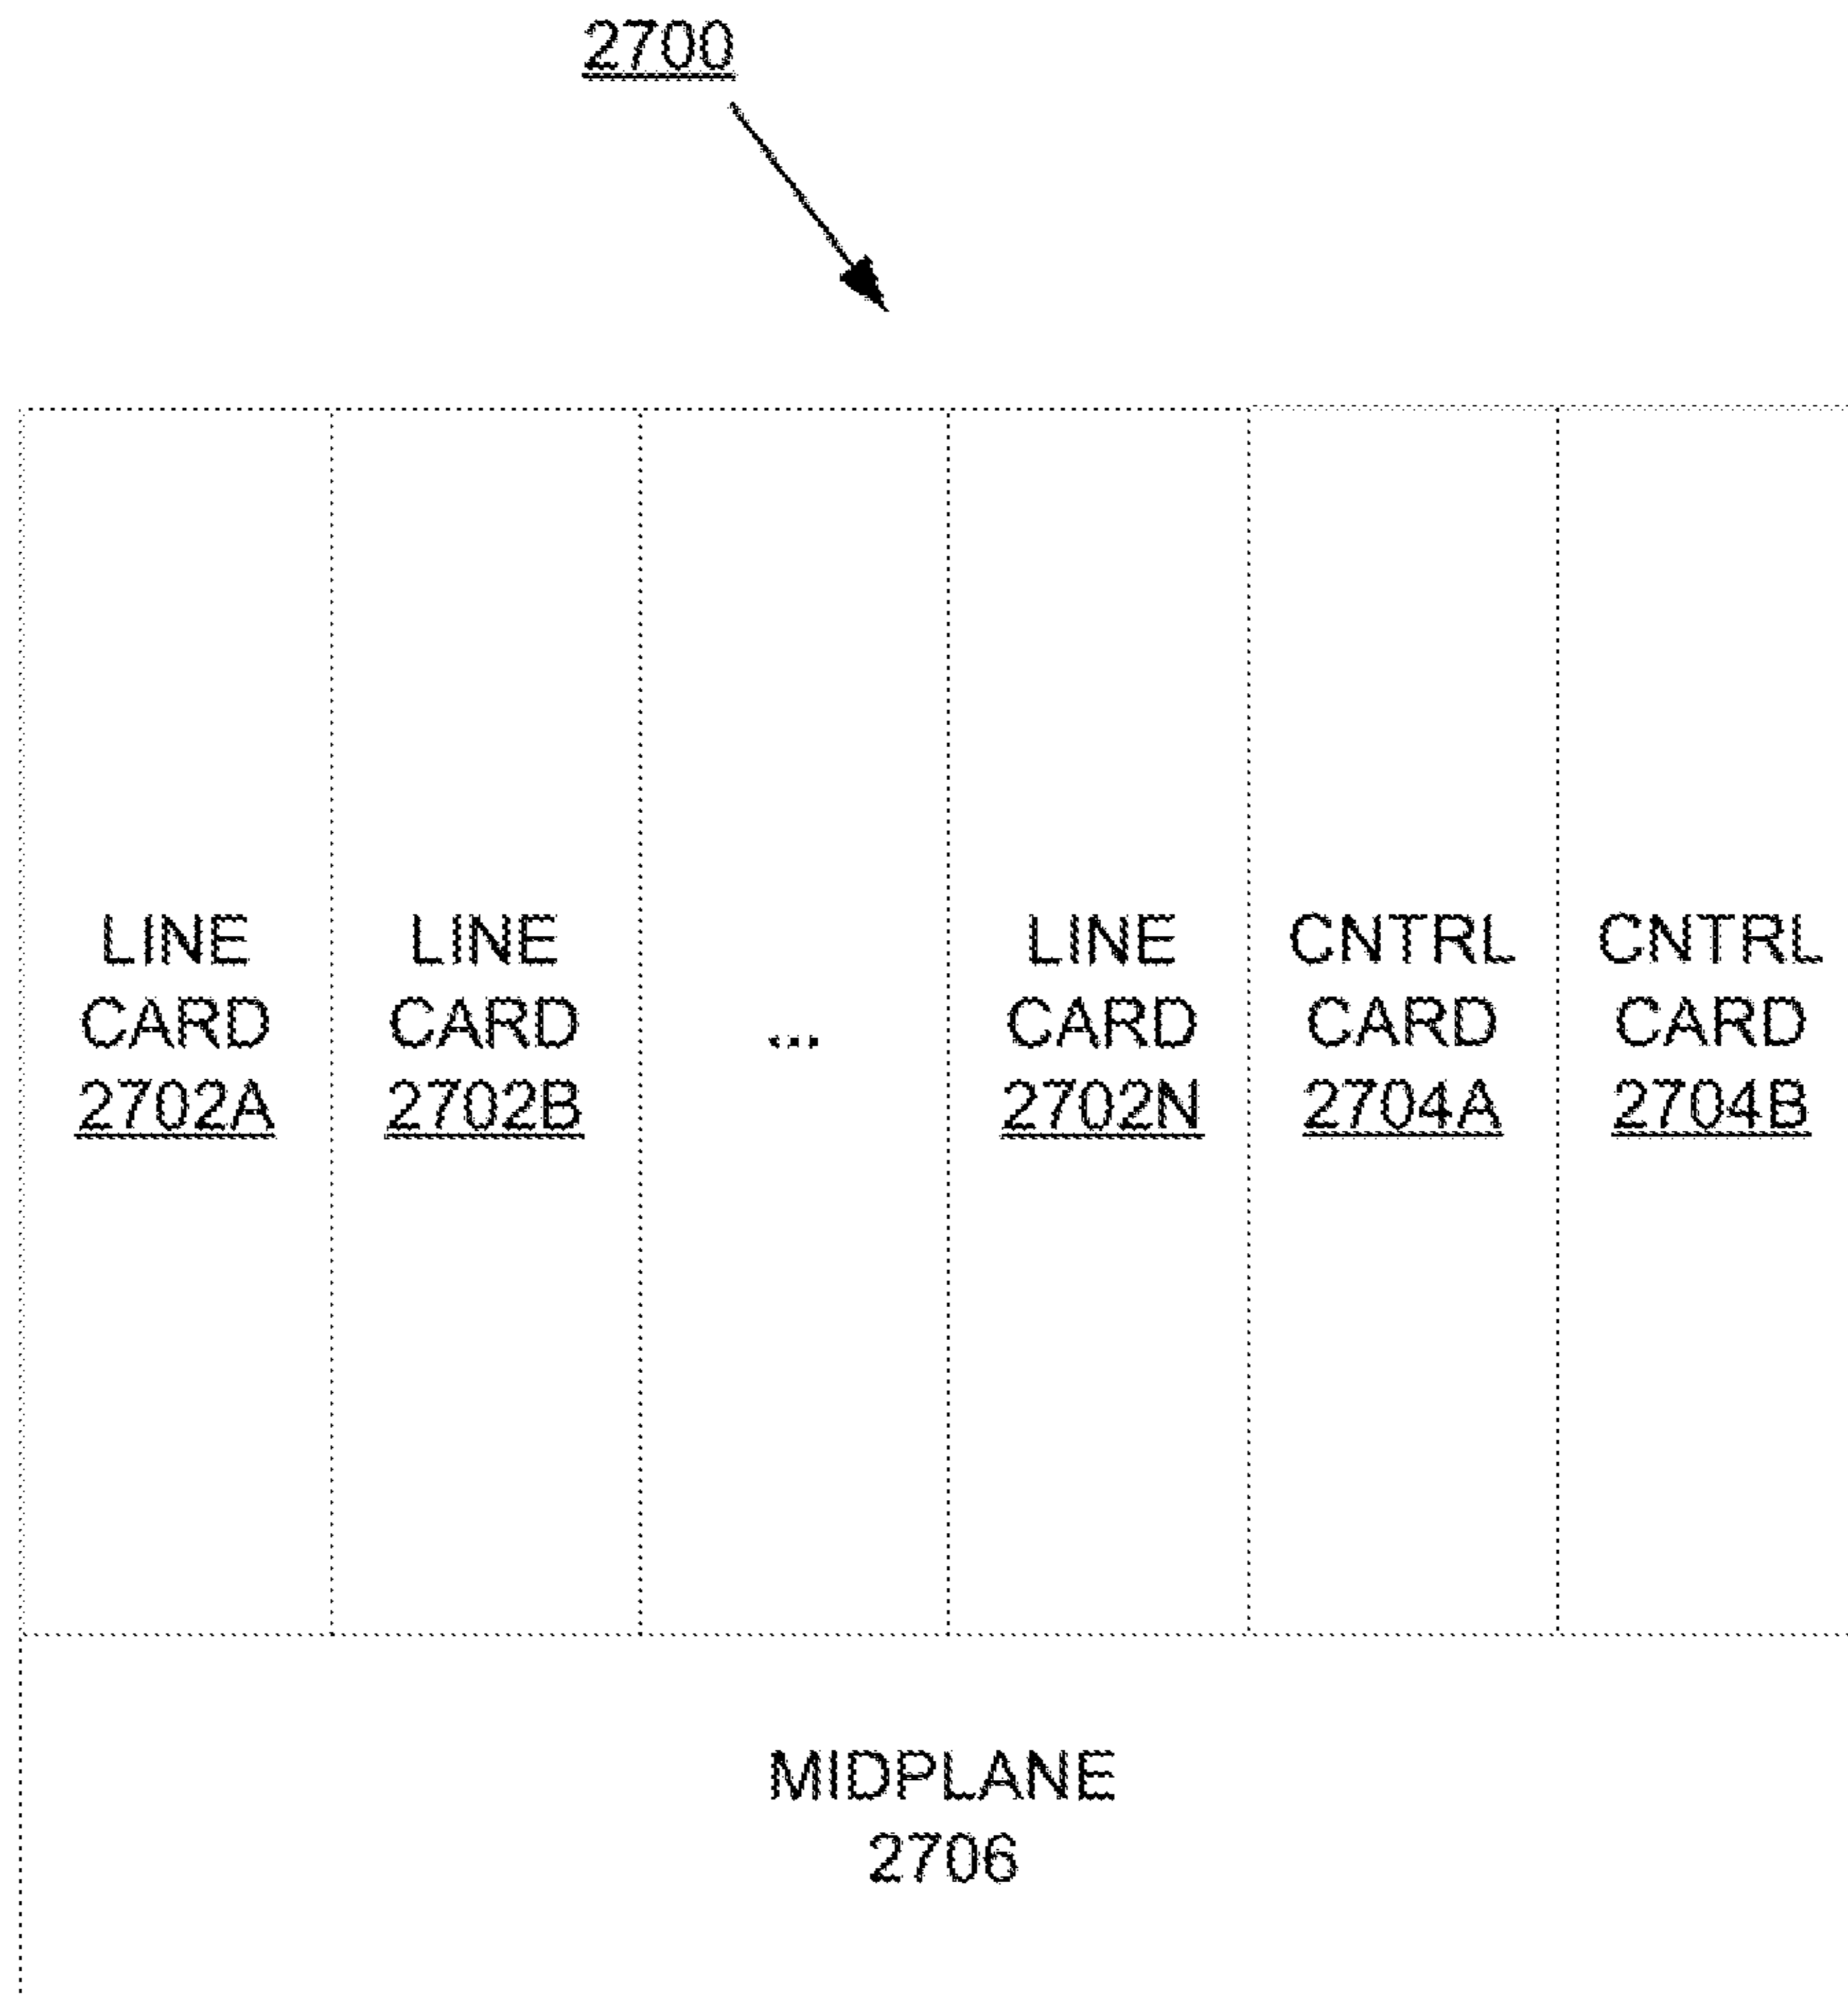 2700
LINE CARD 2702A
LINE CARD 2702B
...
LINE CARD 2702N
CNTRL CARD 2704A
CNTRL CARD 2704B
MIDPLANE
2706